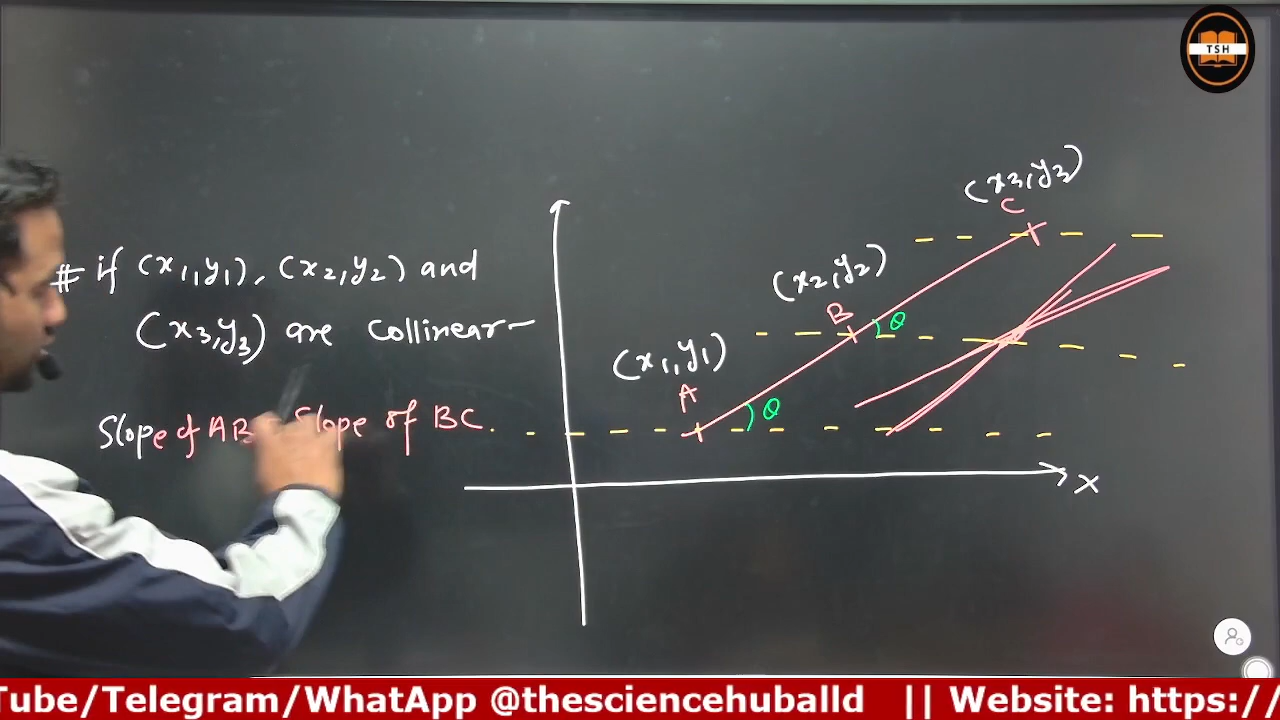 TSH
(x3,y3)
C
(x2,y2)
B
θ
# if (x1,y1), (x2,y2) and
(x3,y3) are collinear-
(x1,y1)
A
θ
Slope of AB = Slope of BC.
X
Tube/Telegram/WhatApp @thesciencehuballd || Website: https:/